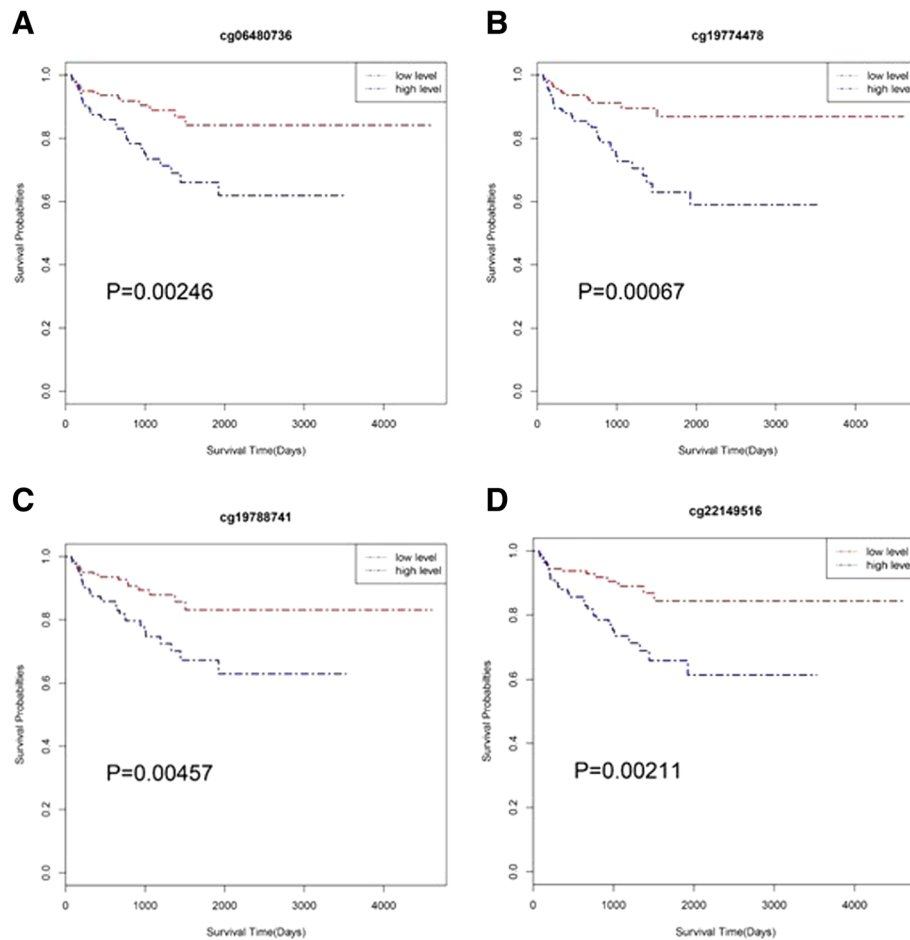 A
cg06480736
low level
high level
1.0
0.8
0.6
0.4
0.2
0.0
Survival Probabilties
P=0.00246
0 1000 2000 3000 4000
Survival Time(Days)
B
cg19774478
low level
high level
1.0
0.8
0.6
0.4
0.2
0.0
Survival Probabilties
P=0.00067
0 1000 2000 3000 4000
Survival Time(Days)
C
cg19788741
low level
high level
1.0
0.8
0.6
0.4
0.2
0.0
Survival Probabilties
P=0.00457
0 1000 2000 3000 4000
Survival Time(Days)
D
cg22149516
low level
high level
1.0
0.8
0.6
0.4
0.2
0.0
Survival Probabilties
P=0.00211
0 1000 2000 3000 4000
Survival Time(Days)